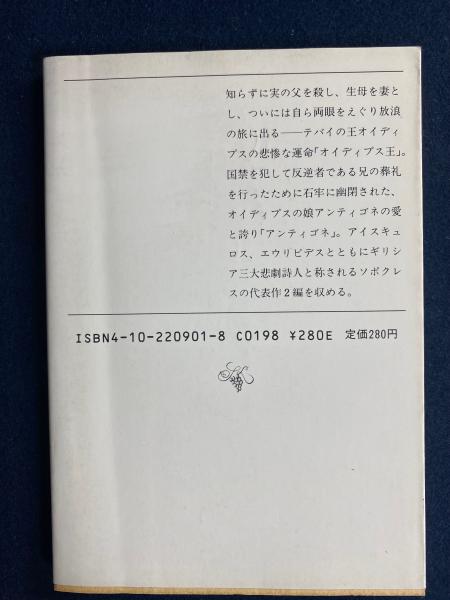 知らずに実の父を殺し、生母を妻と
し、ついには自ら両眼をえぐり放浪
の旅に出る——テバイの王オイディ
プスの悲惨な運命「オイディプス王」。
国禁を犯して反逆者である兄の葬礼
を行ったために石牢に幽閉された、
オイディプスの娘アンティゴネの愛
と誇り「アンティゴネ」。アイスキュ
ロス、エウリピデスとともにギリシ
ア三大悲劇詩人と称されるソポクレ
スの代表作2編を収める。
ISBN4-10-220901-8 C0198 ¥280E 定価280円